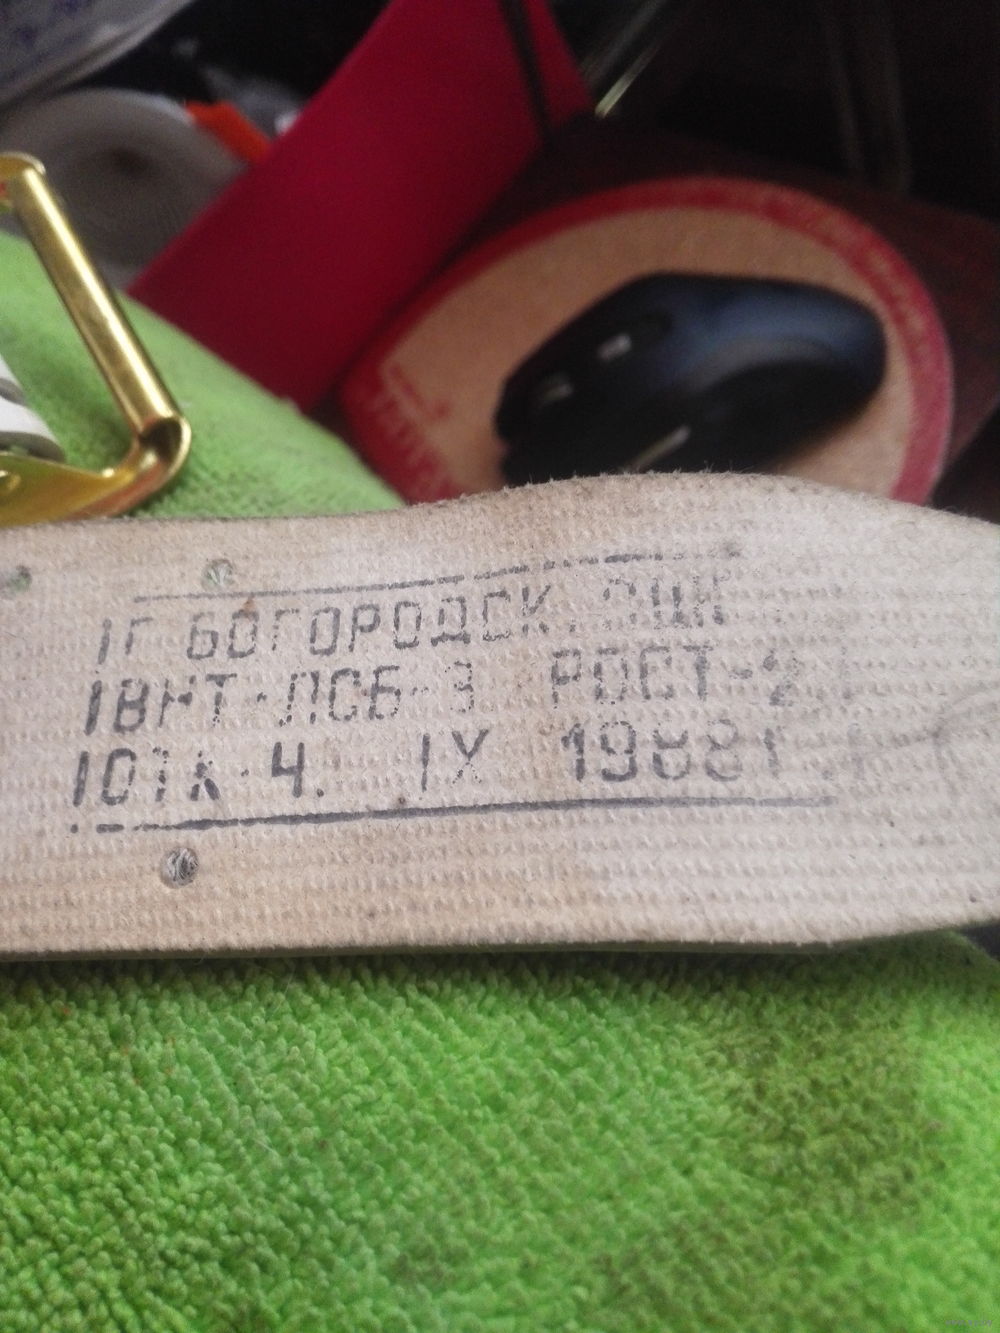 Г БОГОРОДСК
ВНТ-ЛСБ-3 РОСТ-2
ОТК-4. IX 1988Г